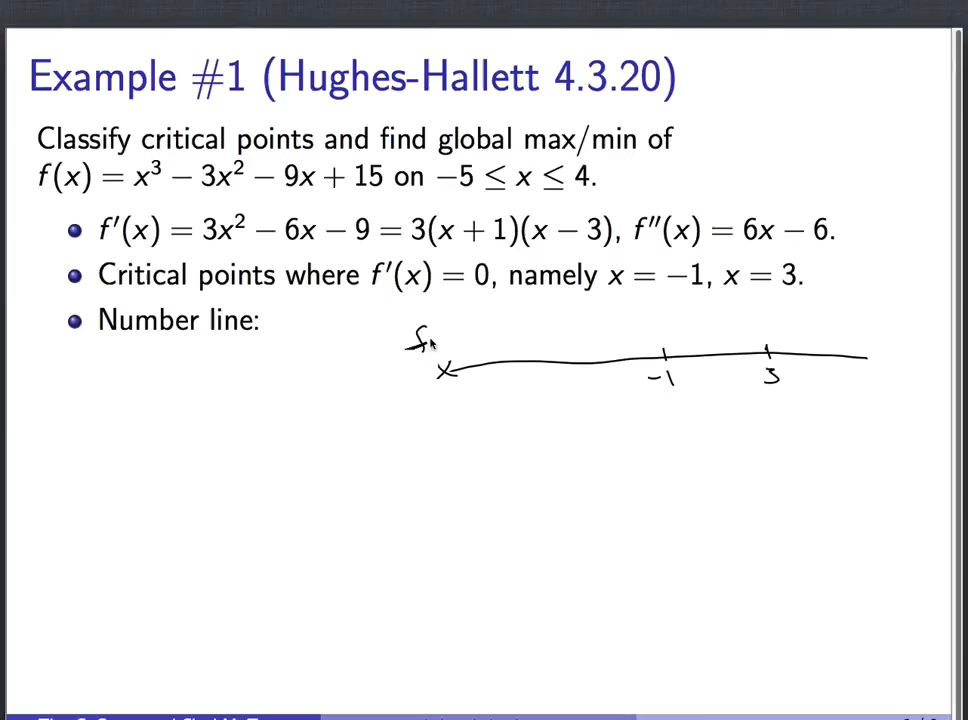 Example #1 (Hughes-Hallett 4.3.20)
Classify critical points and find global max/min of
f(x) = x³ − 3x² − 9x + 15 on −5 ≤ x ≤ 4.
f′(x) = 3x² − 6x − 9 = 3(x + 1)(x − 3), f″(x) = 6x − 6.
Critical points where f′(x) = 0, namely x = −1, x = 3.
Number line:
f
x −1 3